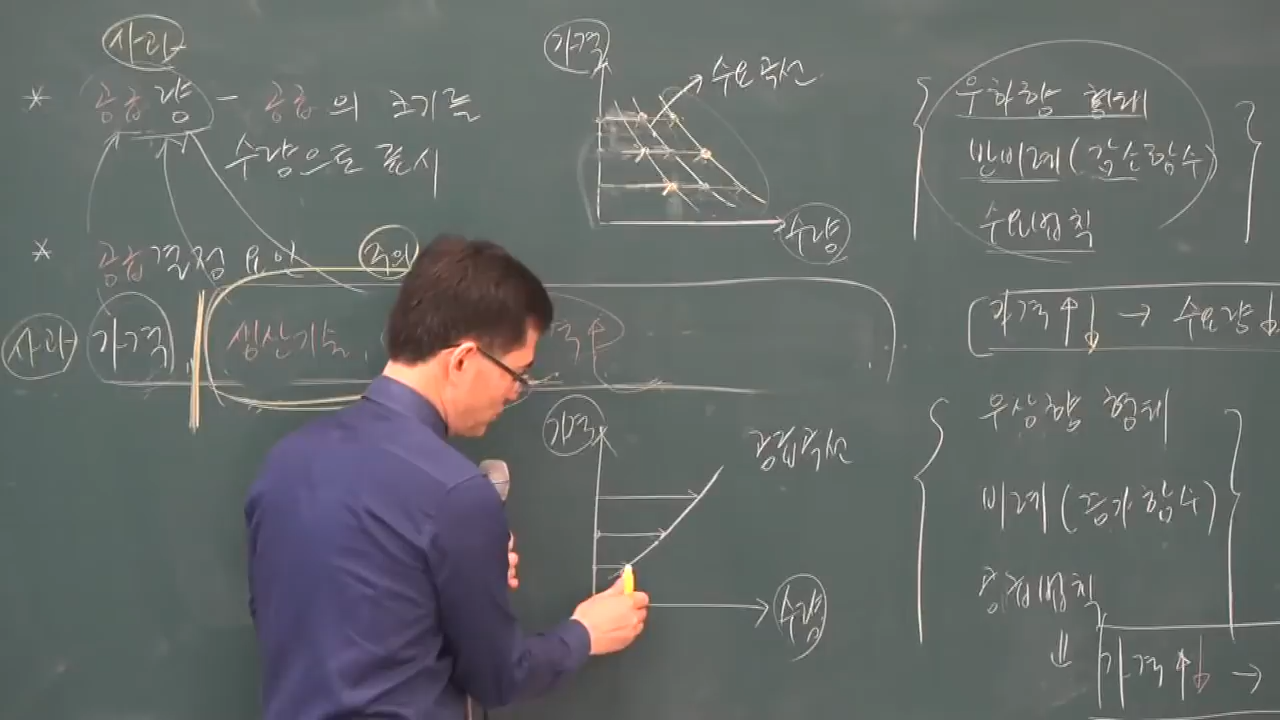 사과
* 공급량 - 공급의 크기를
수량으로 표시
* 공급결정 요인 주의
사과 가격 생산기술,
가격
수요곡선
수량
가격
공급곡선
수량
우하향 형태
반비례(감소함수)
수요법칙
가격↑↓ → 수요량↓
우상향 형태
비례(증가함수)
공급법칙
⇓
가격↑↓ →